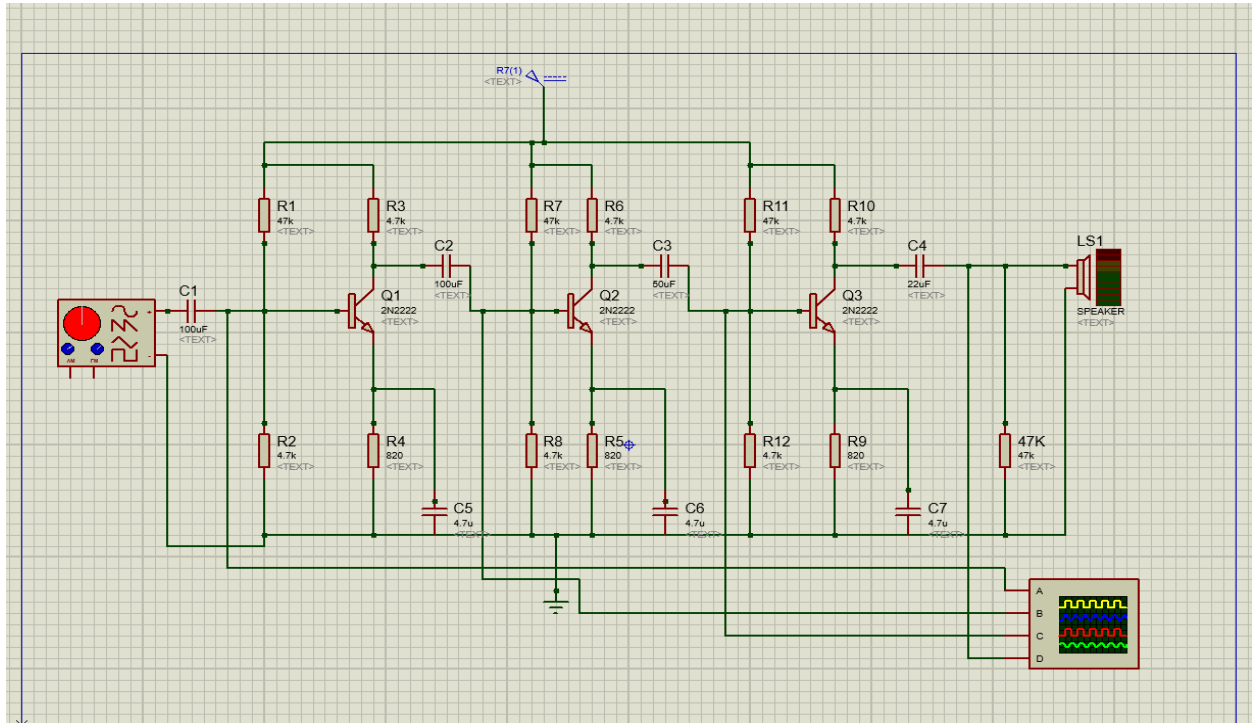 R7(1)
<TEXT>
R1
47k
<TEXT>
R3
4.7k
<TEXT>
R7
47k
<TEXT>
R6
4.7k
<TEXT>
R11
47k
<TEXT>
R10
4.7k
<TEXT>
C2
100uF
<TEXT>
C3
50uF
<TEXT>
C4
22uF
<TEXT>
LS1
SPEAKER
<TEXT>
C1
100uF
<TEXT>
Q1
2N2222
<TEXT>
Q2
2N2222
<TEXT>
Q3
2N2222
<TEXT>
+
-
AM
FM
R2
4.7k
<TEXT>
R4
820
<TEXT>
R8
4.7k
<TEXT>
R5
820
<TEXT>
R12
4.7k
<TEXT>
R9
820
<TEXT>
47K
47k
<TEXT>
C5
4.7u
<TEXT>
C6
4.7u
<TEXT>
C7
4.7u
<TEXT>
A
B
C
D